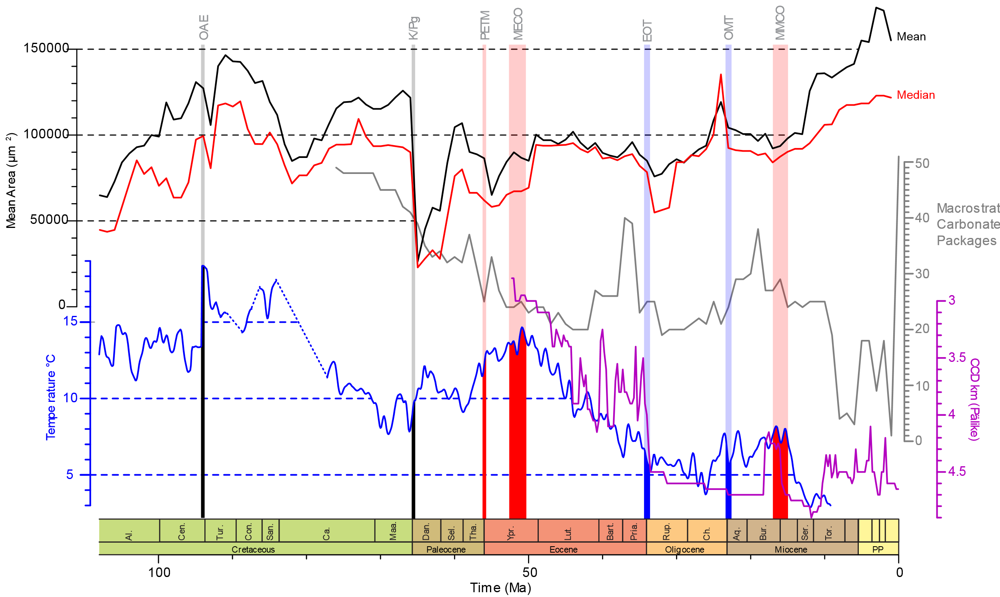 OAE
K/Pg
PETM
MECO
EOT
OMT
MMCO
Mean
Median
150000
100000
50000
0
Mean Area (µm ²)
50
40
30
20
10
0
Macrostrat
Carbonate
Packages
15
10
5
Temperature °C
3
3.5
4
4.5
CCD km (Pälike)
Al. Cen. Tur. Con. San. Ca. Maa. Dan. Sel. Tha. Ypr. Lut. Bart. Pria. Rup. Ch. Aq. Bur. Ser. Tor.
Cretaceous Paleocene Eocene Oligocene Miocene PP
100 50 0
Time (Ma)